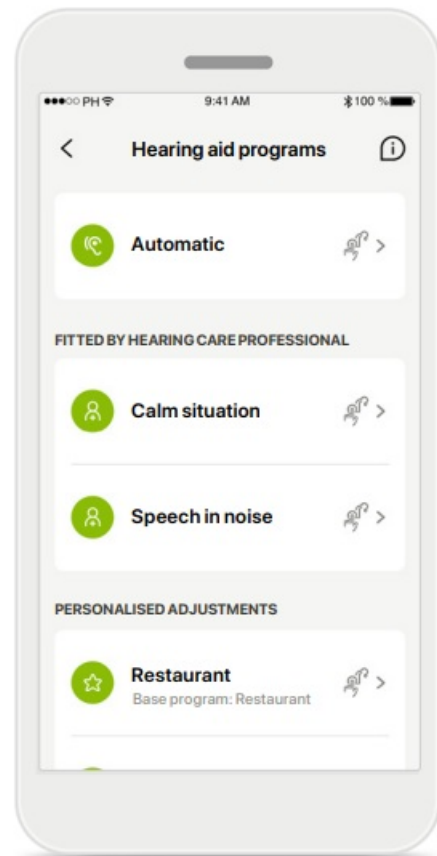 PH 9:41 AM 100 %
Hearing aid programs
Automatic
FITTED BY HEARING CARE PROFESSIONAL
Calm situation
Speech in noise
PERSONALISED ADJUSTMENTS
Restaurant
Base program: Restaurant